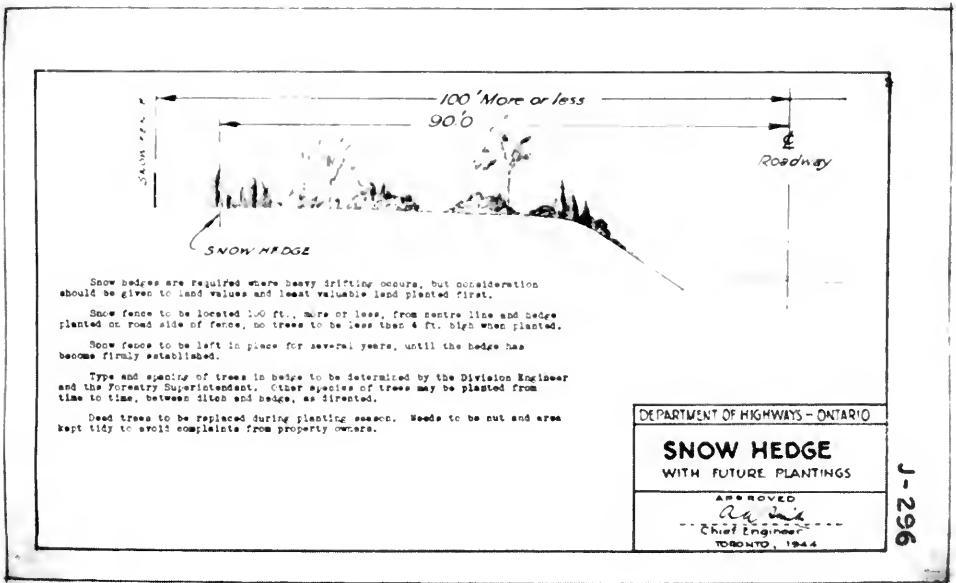 100' More or less
90'.0
SNOW
℄
Roadway
SNOW HEDGE
Snow hedges are required where heavy drifting occurs, but consideration
should be given to land values and least valuable land planted first.
Snow fence to be located 100 ft., more or less, from centre line and hedge
planted on road side of fence, no trees to be less than 4 ft. high when planted.
Snow fence to be left in place for several years, until the hedge has
become firmly established.
Type and spacing of trees in hedge to be determined by the Division Engineer
and the Forestry Superintendent. Other species of trees may be planted from
time to time, between ditch and hedge, as directed.
Dead trees to be replaced during planting season. Weeds to be cut and area
kept tidy to avoid complaints from property owners.
DEPARTMENT OF HIGHWAYS - ONTARIO
SNOW HEDGE
WITH FUTURE PLANTINGS
APPROVED
Chief Engineer
TORONTO, 1944
J-296